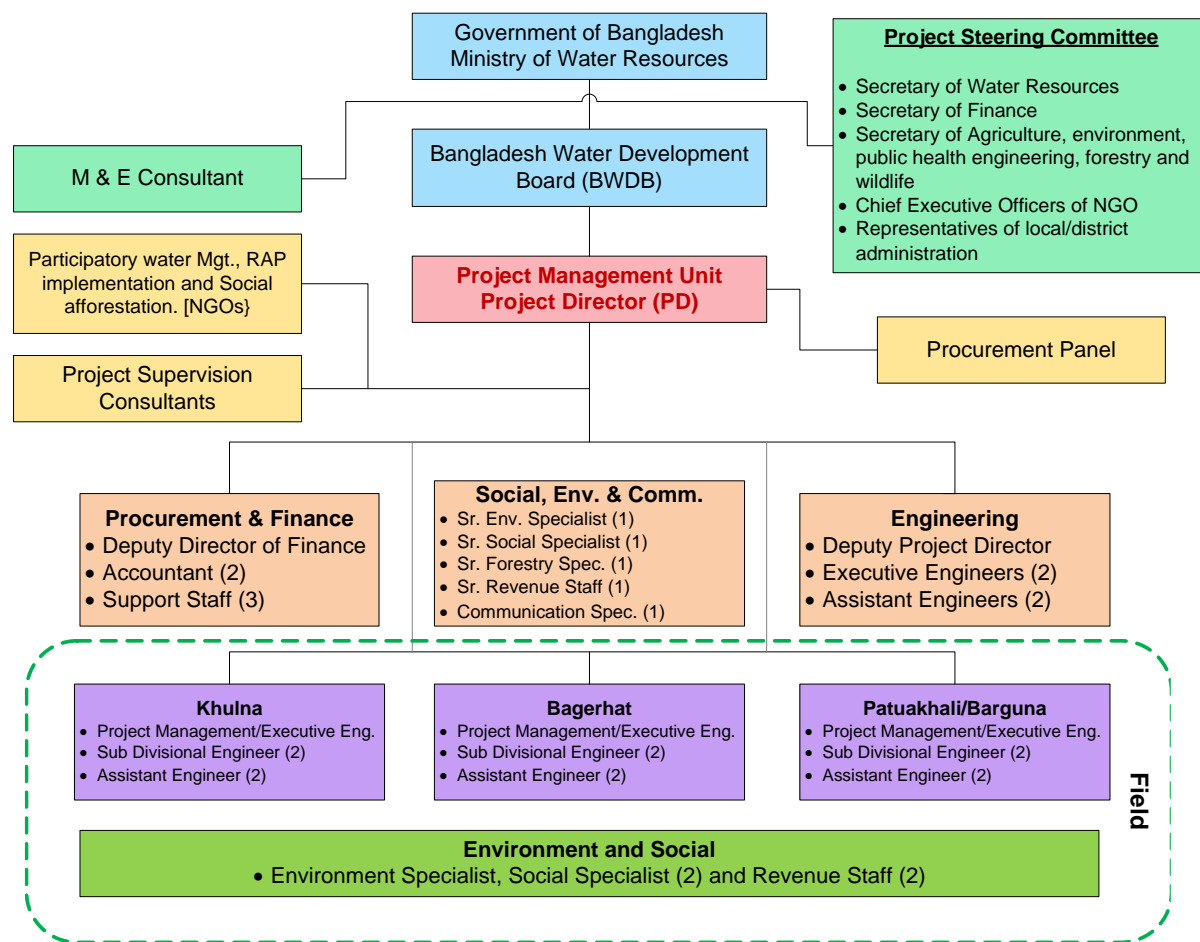 Government of Bangladesh
Ministry of Water Resources
Project Steering Committee
• Secretary of Water Resources
• Secretary of Finance
• Secretary of Agriculture, environment,
public health engineering, forestry and
wildlife
• Chief Executive Officers of NGO
• Representatives of local/district
administration
M & E Consultant
Bangladesh Water Development
Board (BWDB)
Participatory water Mgt., RAP
implementation and Social
afforestation. [NGOs}
Project Management Unit
Project Director (PD)
Procurement Panel
Project Supervision
Consultants
Procurement & Finance
• Deputy Director of Finance
• Accountant (2)
• Support Staff (3)
Social, Env. & Comm.
• Sr. Env. Specialist (1)
• Sr. Social Specialist (1)
• Sr. Forestry Spec. (1)
• Sr. Revenue Staff (1)
• Communication Spec. (1)
Engineering
• Deputy Project Director
• Executive Engineers (2)
• Assistant Engineers (2)
Khulna
• Project Management/Executive Eng.
• Sub Divisional Engineer (2)
• Assistant Engineer (2)
Bagerhat
• Project Management/Executive Eng.
• Sub Divisional Engineer (2)
• Assistant Engineer (2)
Patuakhali/Barguna
• Project Management/Executive Eng.
• Sub Divisional Engineer (2)
• Assistant Engineer (2)
Field
Environment and Social
• Environment Specialist, Social Specialist (2) and Revenue Staff (2)